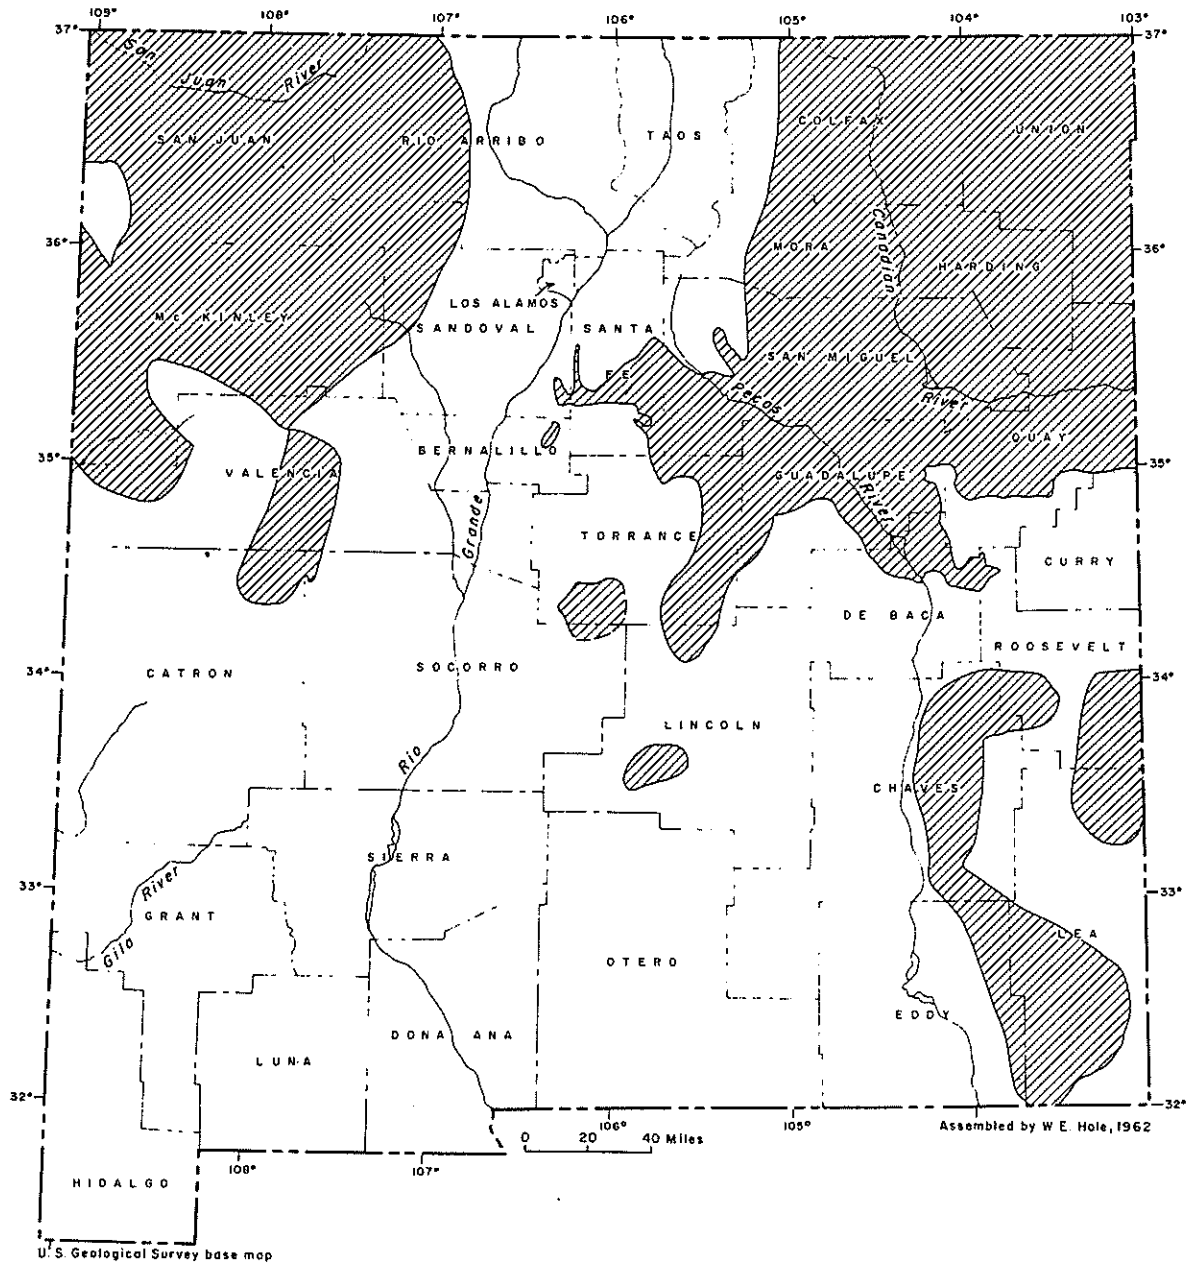 109° 108° 107° 106° 105° 104° 103°
37° 37°
San Juan River
SAN JUAN RIO ARRIBO TAOS COLFAX UNION
36° 36°
Canadian
MORA HARDING
LOS ALAMOS
Mc KINLEY SANDOVAL SANTA
FE SAN MIGUEL
Pecos River
35° 35°
BERNALILLO QUAY
VALENCIA GUADALUPE
River
Grande
TORRANCE CURRY
DE BACA
ROOSEVELT
34° 34°
CATRON SOCORRO
LINCOLN
Rio
CHAVES
SIERRA
33° 33°
River
GRANT
Gila
LEA
OTERO
EDDY
DONA ANA
LUNA
32° 32°
106° 105° 104°
0 20 40 Miles
Assembled by W E. Hole, 1962
108° 107°
HIDALGO
U. S. Geological Survey base map